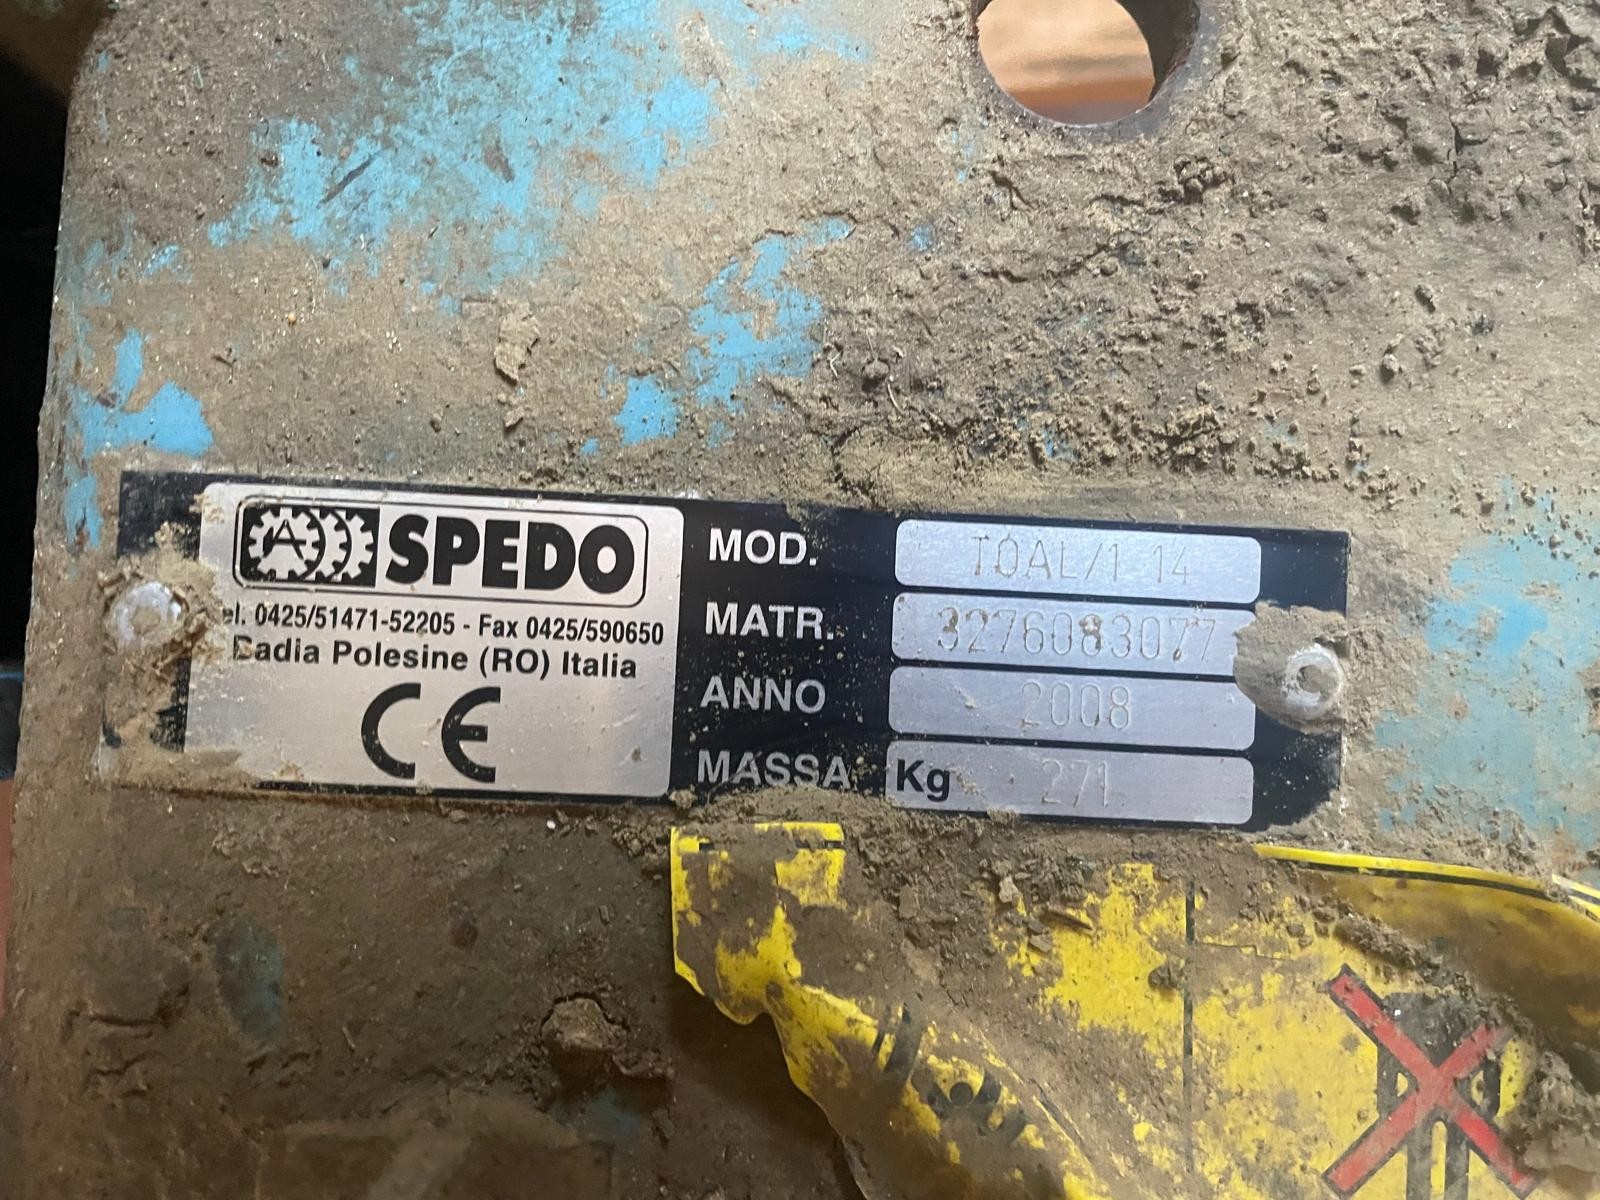 A SPEDO
Tel. 0425/51471-52205 - Fax 0425/590650
Badia Polesine (RO) Italia
CE
MOD. TOAL/1 14
MATR. 3276083077
ANNO 2008
MASSA Kg 271